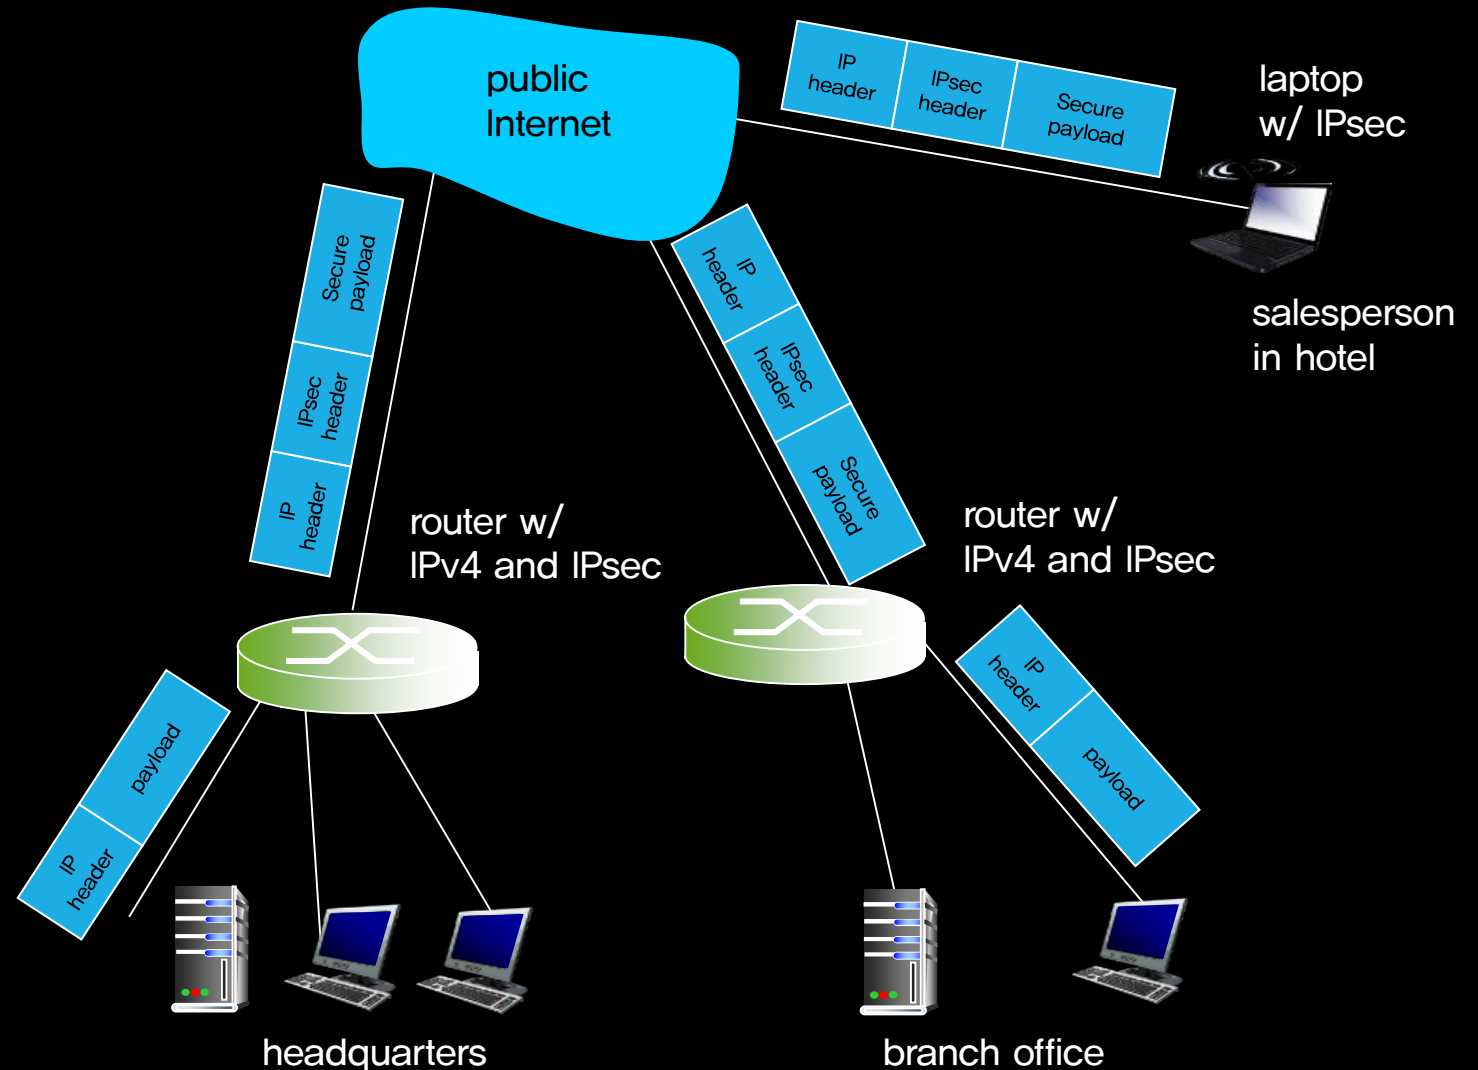 public
Internet
IP
header
IPsec
header
Secure
payload
laptop
w/ IPsec
salesperson
in hotel
Secure
payload
IPsec
header
IP
header
IP
header
IPsec
header
Secure
payload
router w/
IPv4 and IPsec
router w/
IPv4 and IPsec
payload
IP
header
IP
header
payload
headquarters
branch office